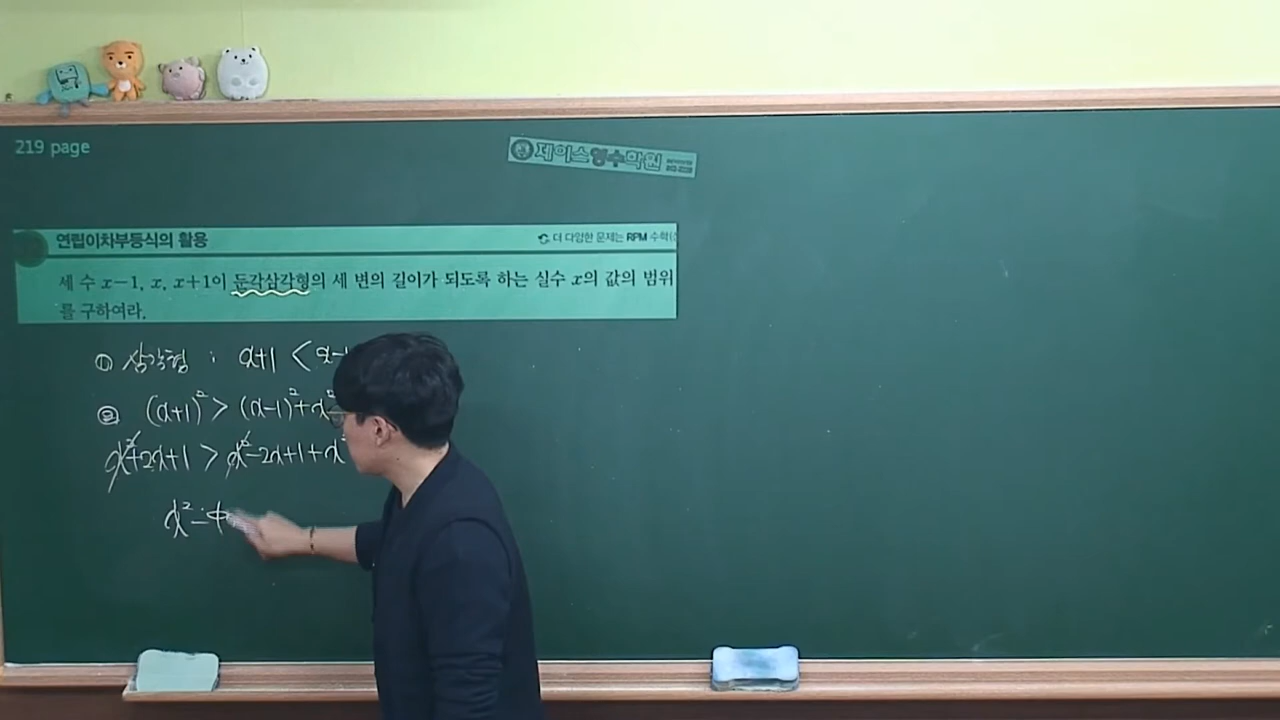 219 page
제이스영수학원
연립이차부등식의 활용
더 다양한 문제는 RPM 수학(
세 수 x-1, x, x+1이 둔각삼각형의 세 변의 길이가 되도록 하는 실수 x의 값의 범위
를 구하여라.
① 삼각형 : x+1 < x-1
② (x+1)² > (x-1)²+x²
x²+2x+1 > x²-2x+1+x²
x²-4